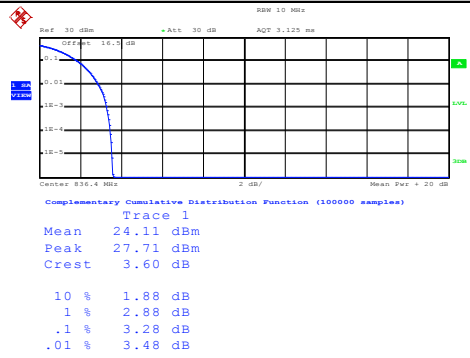 RBW 10 MHz
Ref 30 dBm Att 30 dB AQT 3.125 ms
Offset 16.5 dB
0.1
A
0.01
1 SA
VIEW
1E-3
LVL
1E-4
1E-5
3DB
Center 836.4 MHz 2 dB/ Mean Pwr + 20 dB
Complementary Cumulative Distribution Function (100000 samples)
Trace 1
Mean 24.11 dBm
Peak 27.71 dBm
Crest 3.60 dB
10 % 1.88 dB
1 % 2.88 dB
.1 % 3.28 dB
.01 % 3.48 dB